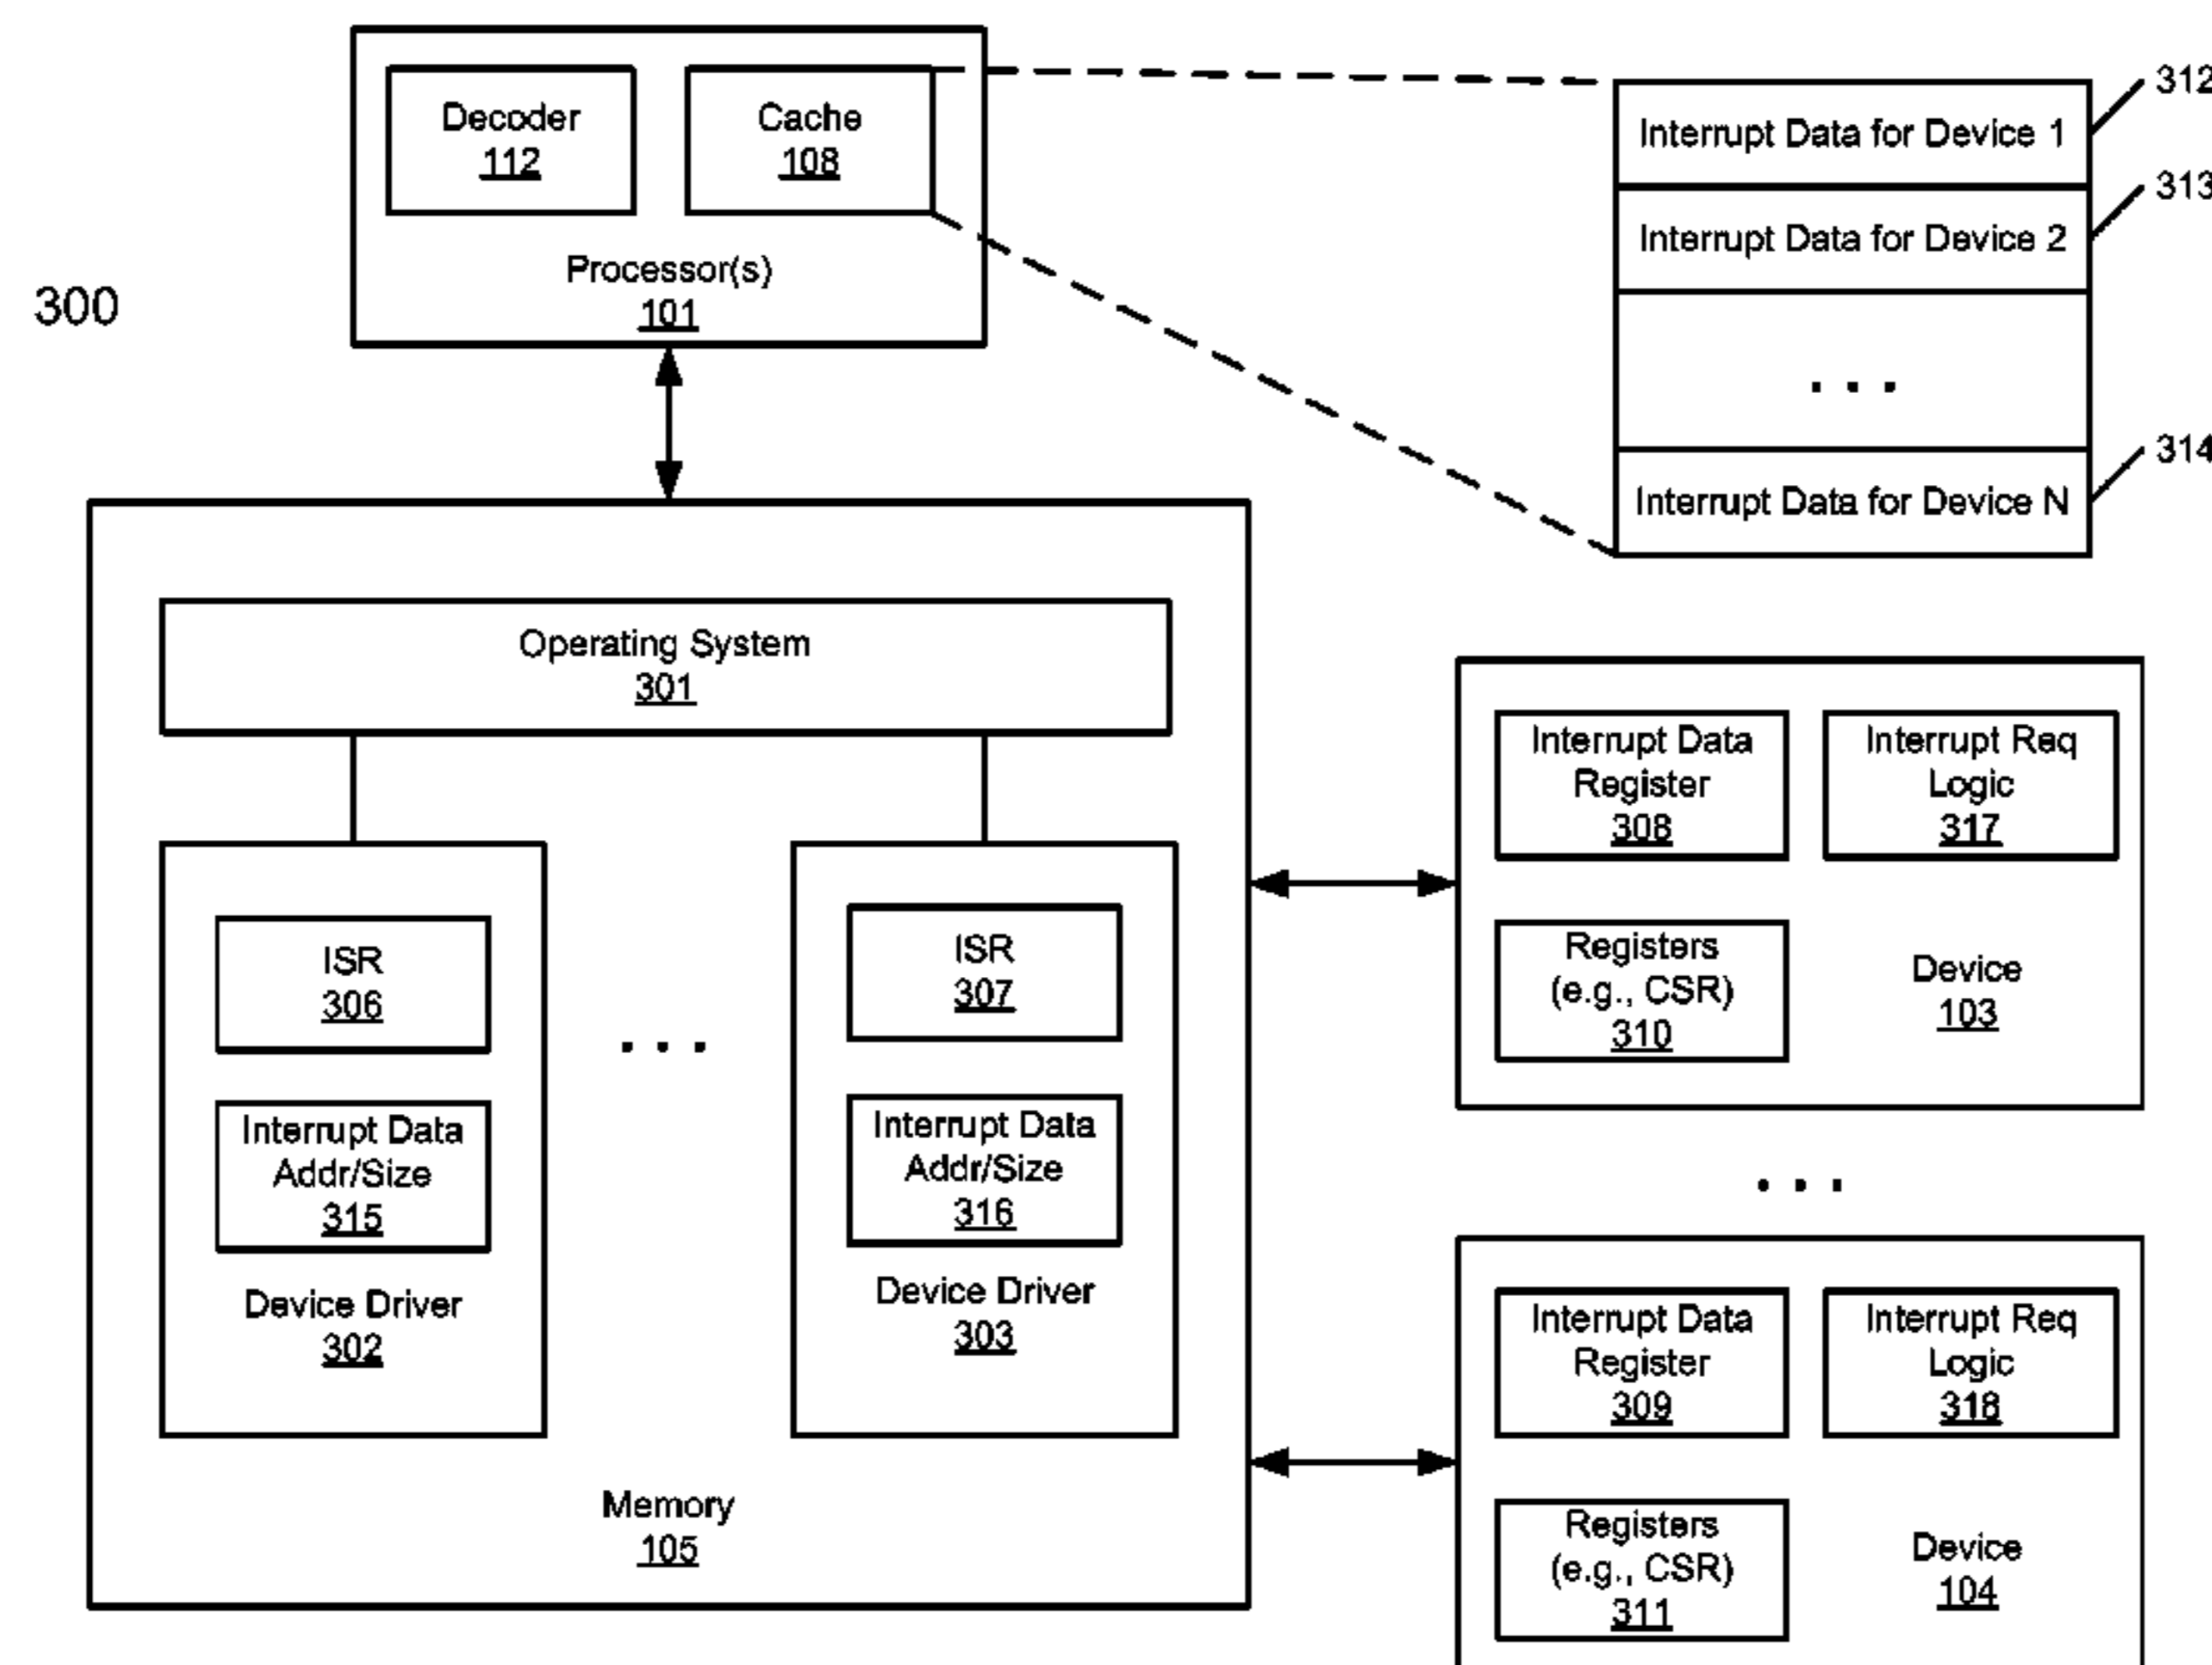 300
Decoder
112
Cache
108
Processor(s)
101
Interrupt Data for Device 1
312
Interrupt Data for Device 2
313
. . .
Interrupt Data for Device N
314
Operating System
301
ISR
306
Interrupt Data
Addr/Size
315
Device Driver
302
. . .
ISR
307
Interrupt Data
Addr/Size
316
Device Driver
303
Memory
105
Interrupt Data
Register
308
Interrupt Req
Logic
317
Registers
(e.g., CSR)
310
Device
103
. . .
Interrupt Data
Register
309
Interrupt Req
Logic
318
Registers
(e.g., CSR)
311
Device
104